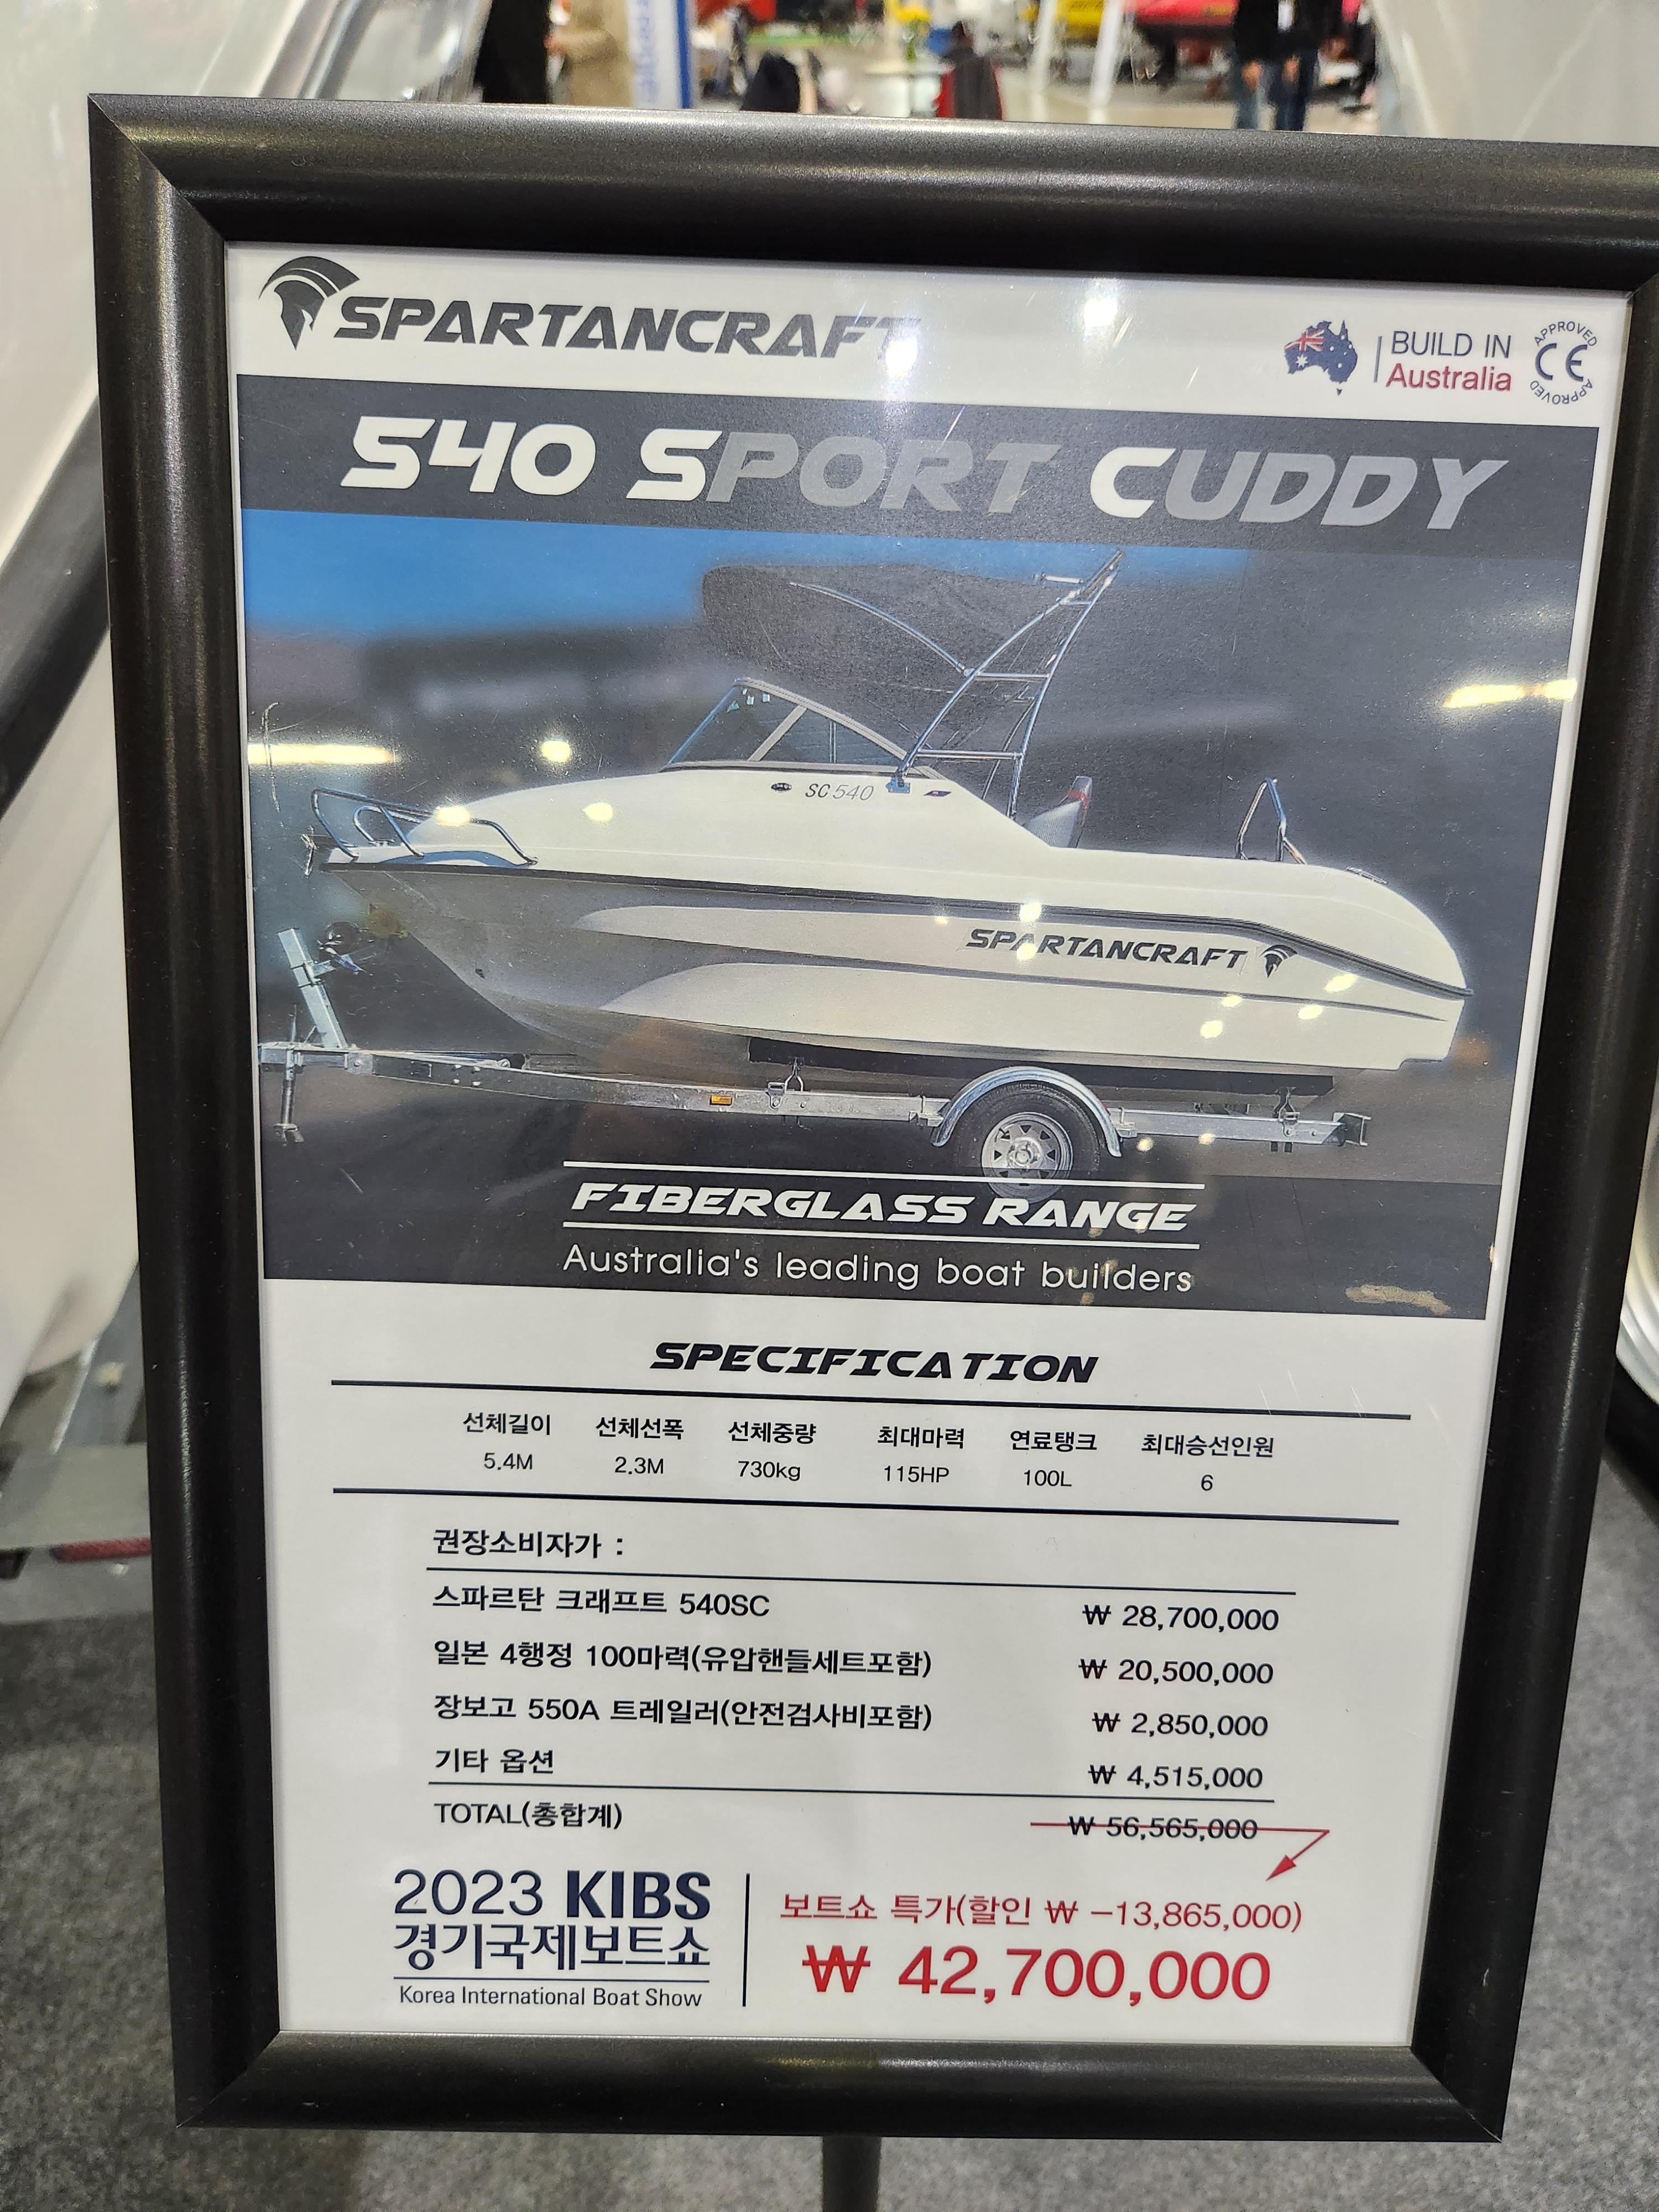 SPARTANCRAFT
BUILD IN
Australia
APPROVED
CE
APPROVED
540 SPORT CUDDY
SC 540
SPARTANCRAFT
FIBERGLASS RANGE
Australia's leading boat builders
SPECIFICATION
선체길이 선체선폭 선체중량 최대마력 연료탱크 최대승선인원
5.4M 2.3M 730kg 115HP 100L 6
권장소비자가 :
스파르탄 크래프트 540SC ₩ 28,700,000
일본 4행정 100마력(유압핸들세트포함) ₩ 20,500,000
장보고 550A 트레일러(안전검사비포함) ₩ 2,850,000
기타 옵션 ₩ 4,515,000
TOTAL(총합계) ₩ 56,565,000
2023 KIBS
경기국제보트쇼
Korea International Boat Show
보트쇼 특가(할인 ₩ -13,865,000)
₩ 42,700,000